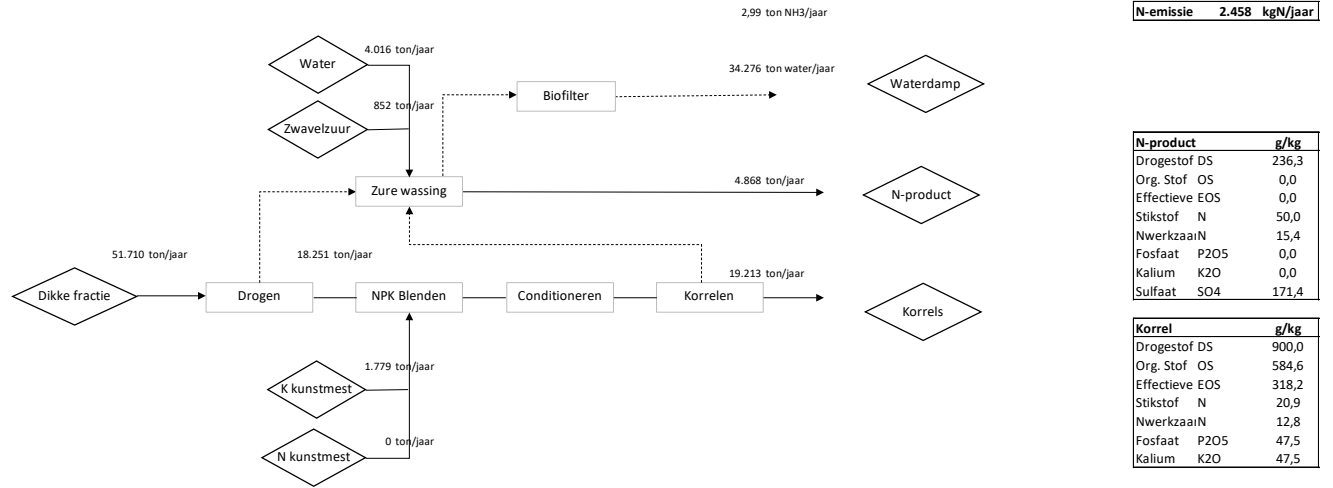 2,99 ton NH3/jaar
N-emissie 2.458 kgN/jaar
4.016 ton/jaar
Water
34.276 ton water/jaar
Waterdamp
Biofilter
852 ton/jaar
Zwavelzuur
N-product g/kg
Drogestof DS 236,3
Org. Stof OS 0,0
Effectieve EOS 0,0
Stikstof N 50,0
Nwerkzaar N 15,4
Fosfaat P2O5 0,0
Kalium K2O 0,0
Sulfaat SO4 171,4
Zure wassing
4.868 ton/jaar
N-product
51.710 ton/jaar
18.251 ton/jaar
19.213 ton/jaar
Dikke fractie
Drogen
NPK Blenden
Conditioneren
Korrelen
Korrels
Korrel g/kg
Drogestof DS 900,0
Org. Stof OS 584,6
Effectieve EOS 318,2
Stikstof N 20,9
Nwerkzaar N 12,8
Fosfaat P2O5 47,5
Kalium K2O 47,5
1.779 ton/jaar
K kunstmest
0 ton/jaar
N kunstmest